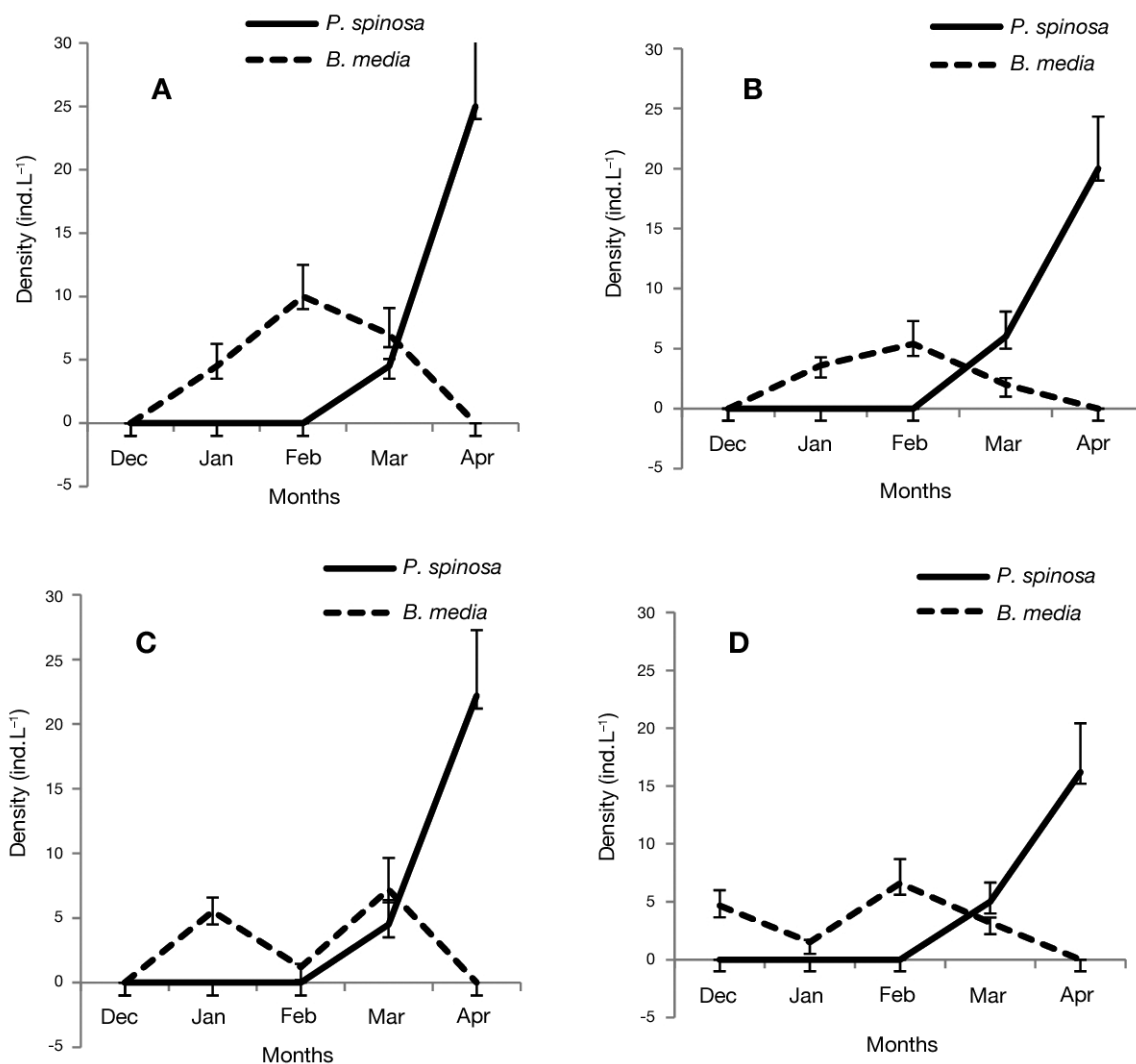 P. spinosa
B. media
A
30
25
20
15
10
5
0
-5
Density (ind.L⁻¹)
Dec Jan Feb Mar Apr
Months
P. spinosa
B. media
B
30
25
20
15
10
5
0
-5
Density (ind.L⁻¹)
Dec Jan Feb Mar Apr
Months
P. spinosa
B. media
C
30
25
20
15
10
5
0
-5
Density (ind.L⁻¹)
Dec Jan Feb Mar Apr
Months
P. spinosa
B. media
D
30
25
20
15
10
5
0
-5
Density (ind.L⁻¹)
Dec Jan Feb Mar Apr
Months